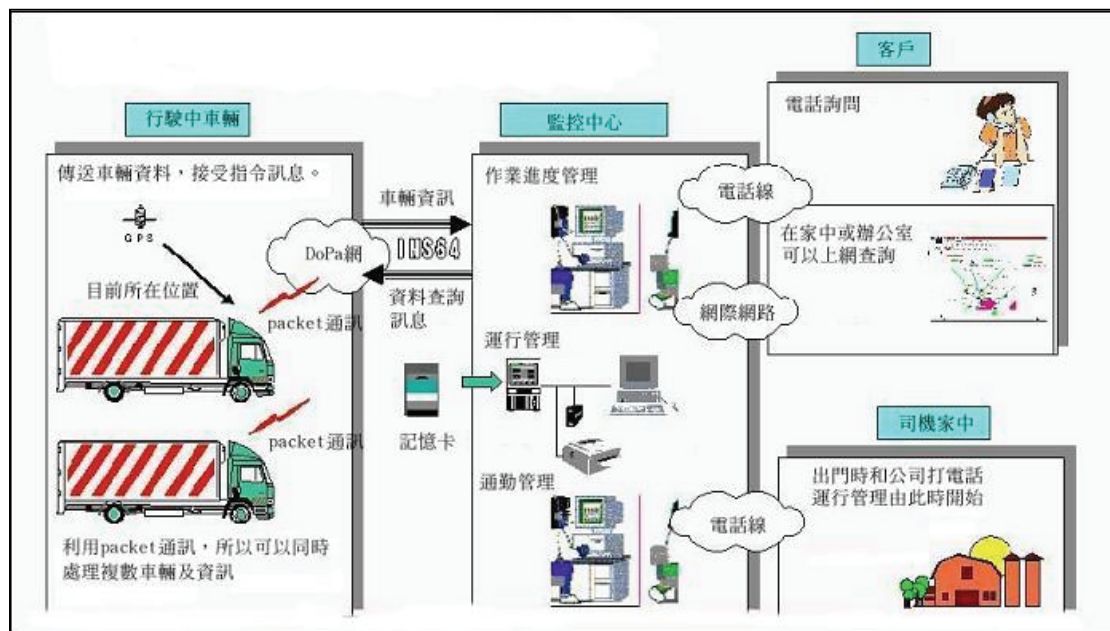 客戶
電話詢問
行駛中車輛
監控中心
傳送車輛資料，接受指令訊息。
作業進度管理
車輛資訊
電話線
GPS
DoPa網
INS64
在家中或辦公室
可以上網查詢
目前所在位置
資料查詢
訊息
網際網路
packet通訊
運行管理
記憶卡
packet通訊
司機家中
通勤管理
出門時和公司打電話
運行管理由此時開始
電話線
利用packet通訊，所以可以同時
處理複數車輛及資訊